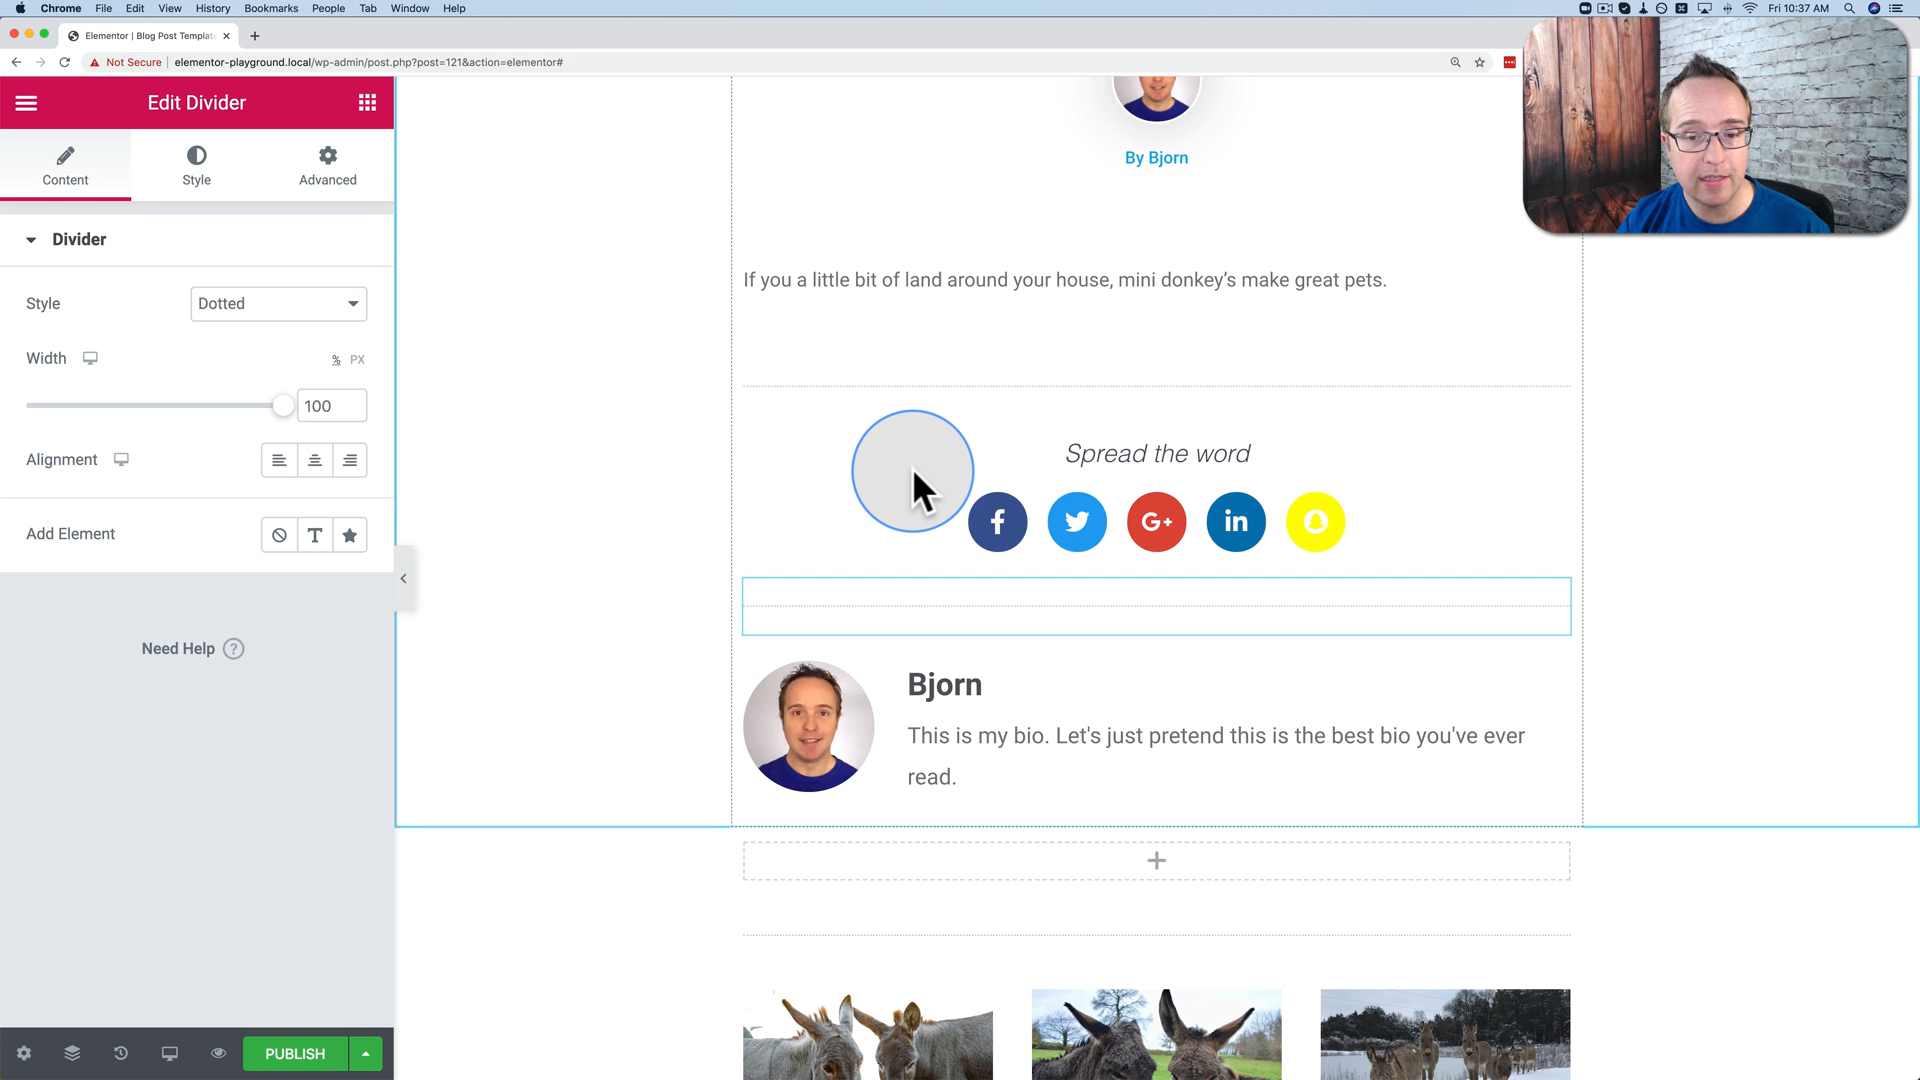 Chrome File Edit View History Bookmarks People Tab Window Help
Fri 10:37 AM
Elementor | Blog Post Templat
Not Secure elementor-playground.local/wp-admin/post.php?post=121&action=elementor#
Edit Divider
Content Style Advanced
Divider
Style Dotted
Width % PX
100
Alignment
Add Element
Need Help ?
PUBLISH
By Bjorn
If you a little bit of land around your house, mini donkey’s make great pets.
Spread the word
Bjorn
This is my bio. Let's just pretend this is the best bio you've ever
read.